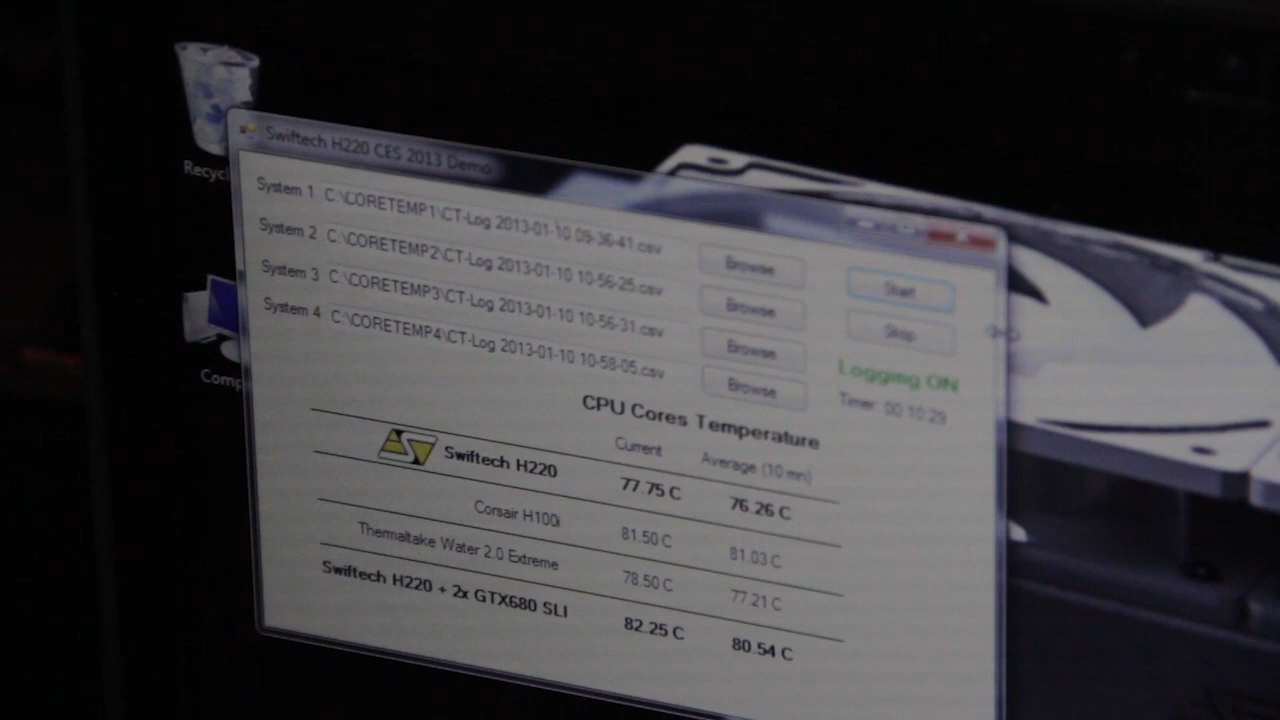 Recycl
Comp
Swiftech H220 CES 2013 Demo
System 1 C:\CORETEMP1\CT-Log 2013-01-10 09-36-41.csv Browse Start
System 2 C:\CORETEMP2\CT-Log 2013-01-10 10-56-25.csv Browse Stop
System 3 C:\CORETEMP3\CT-Log 2013-01-10 10-56-31.csv Browse Logging ON
System 4 C:\CORETEMP4\CT-Log 2013-01-10 10-58-05.csv Browse Timer: 00:10:29
CPU Cores Temperature
Current Average (10 mn)
Swiftech H220 77.75 C 76.26 C
Corsair H100i 81.50 C 81.03 C
Thermaltake Water 2.0 Extreme 78.50 C 77.21 C
Swiftech H220 + 2x GTX680 SLI 82.25 C 80.54 C